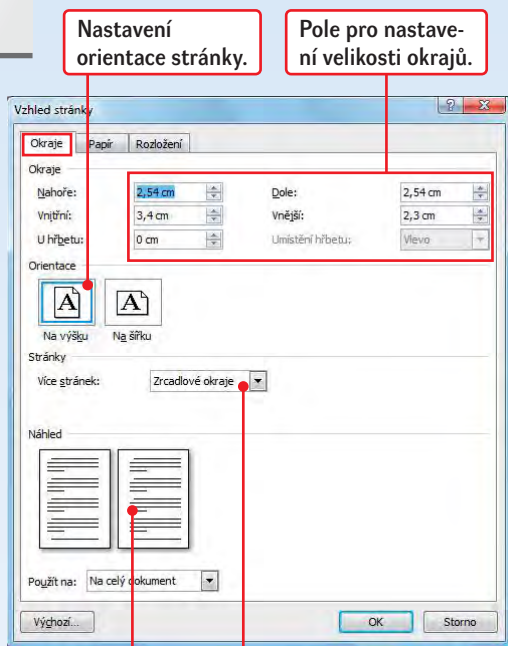 Nastavení
orientace stránky.
Pole pro nastave-
ní velikosti okrajů.
Vzhled stránky
Okraje Papír Rozložení
Okraje
Nahoře: 2,54 cm Dole: 2,54 cm
Vnitřní: 3,4 cm Vnější: 2,3 cm
U hřbetu: 0 cm Umístění hřbetu: Vlevo
Orientace
A A
Na výšku Na šířku
Stránky
Více stránek: Zrcadlové okraje
Náhled
Použít na: Na celý dokument
Výchozí... OK Storno